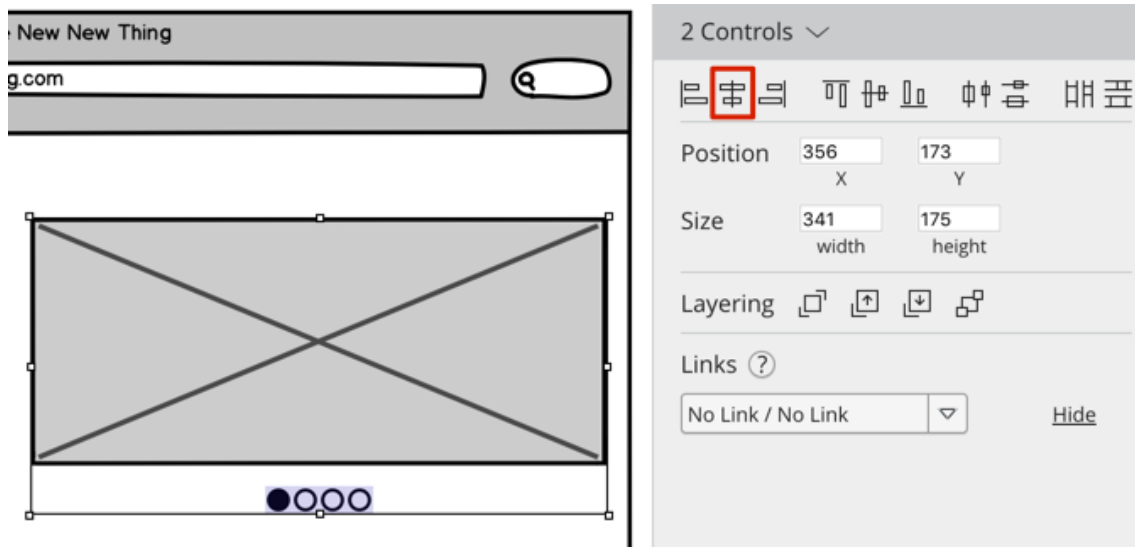 New New Thing
g.com
2 Controls
Position 356 173
X Y
Size 341 175
width height
Layering
Links ?
No Link / No Link Hide